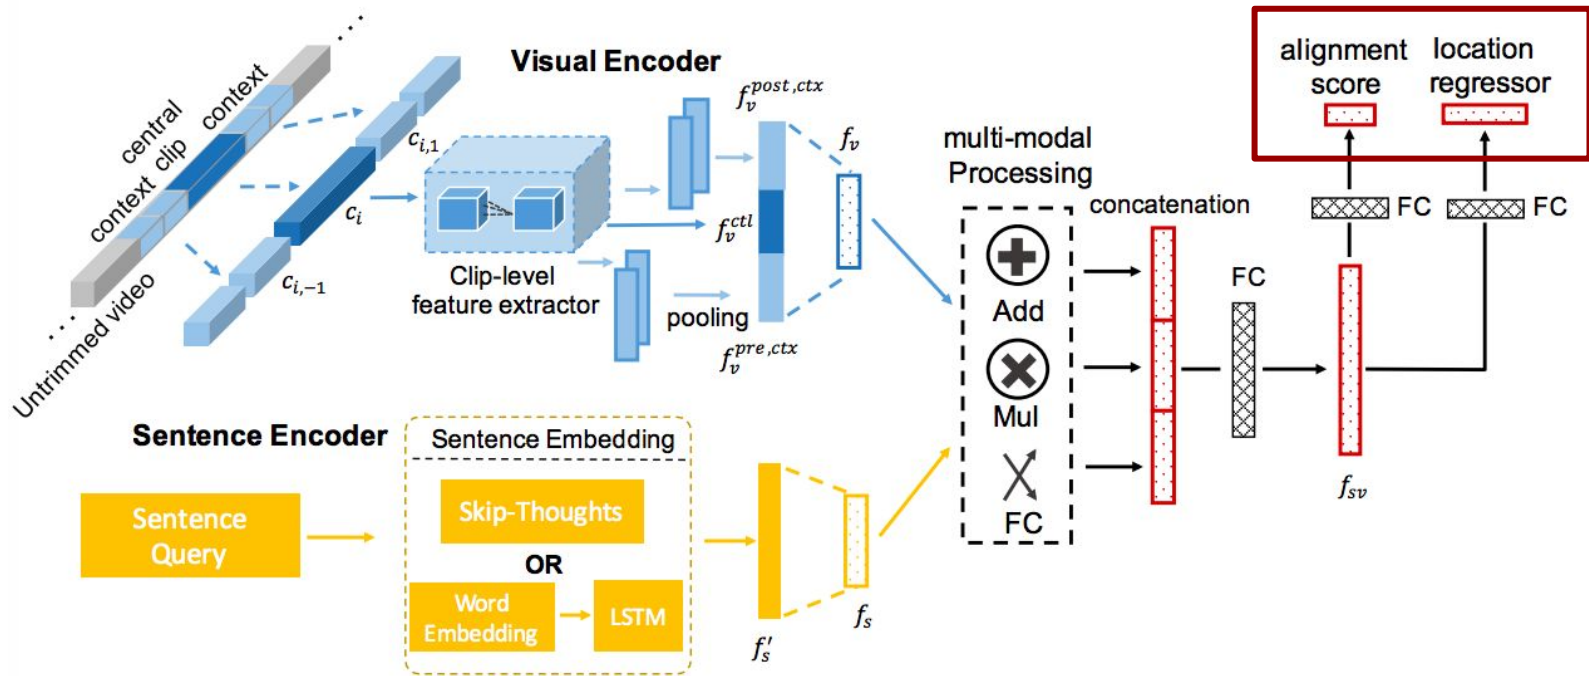 Visual Encoder
context
central
clip
context
Untrimmed video
c_{i,1}
c_i
c_{i,-1}
Clip-level
feature extractor
pooling
f_v^{post,ctx}
f_v^{ctl}
f_v^{pre,ctx}
f_v
Sentence Encoder
Sentence
Query
Sentence Embedding
Skip-Thoughts
OR
Word
Embedding
LSTM
f_s'
f_s
multi-modal
Processing
Add
Mul
FC
concatenation
FC
f_{sv}
FC
FC
alignment
score
location
regressor